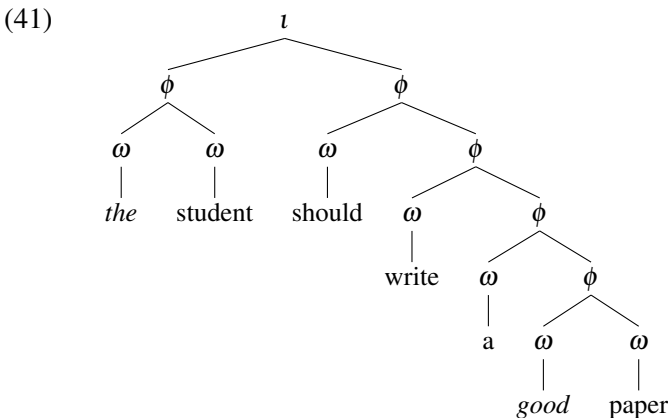 (41) ι
ϕ ϕ
ω ω ω ϕ
the student should ω ϕ
write ω ϕ
a ω ω
good paper